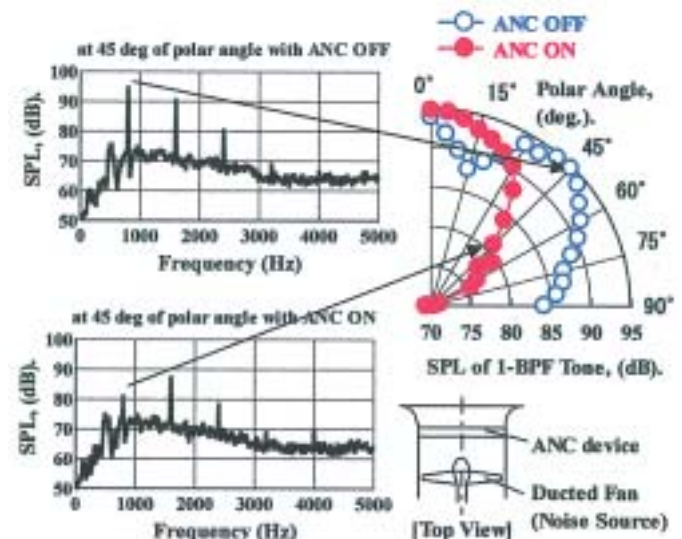 ANC OFF
ANC ON
at 45 deg of polar angle with ANC OFF
100
90
80
70
60
50
SPL, (dB).
0 1000 2000 3000 4000 5000
Frequency (Hz)
0°
15°
Polar Angle,
(deg.).
45°
60°
75°
90°
70 75 80 85 90 95
SPL of 1-BPF Tone, (dB).
at 45 deg of polar angle with ANC ON
100
90
80
70
60
50
SPL, (dB).
0 1000 2000 3000 4000 5000
Frequency (Hz)
ANC device
Ducted Fan
(Noise Source)
[Top View]